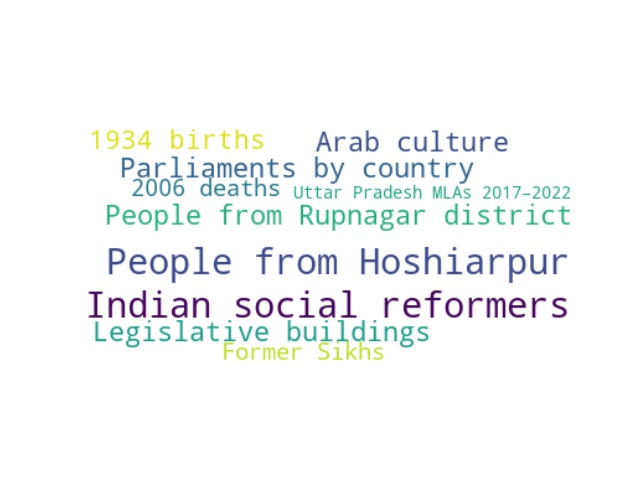 1934 births
Arab culture
Parliaments by country
2006 deaths
Uttar Pradesh MLAs 2017–2022
People from Rupnagar district
People from Hoshiarpur
Indian social reformers
Legislative buildings
Former Sikhs